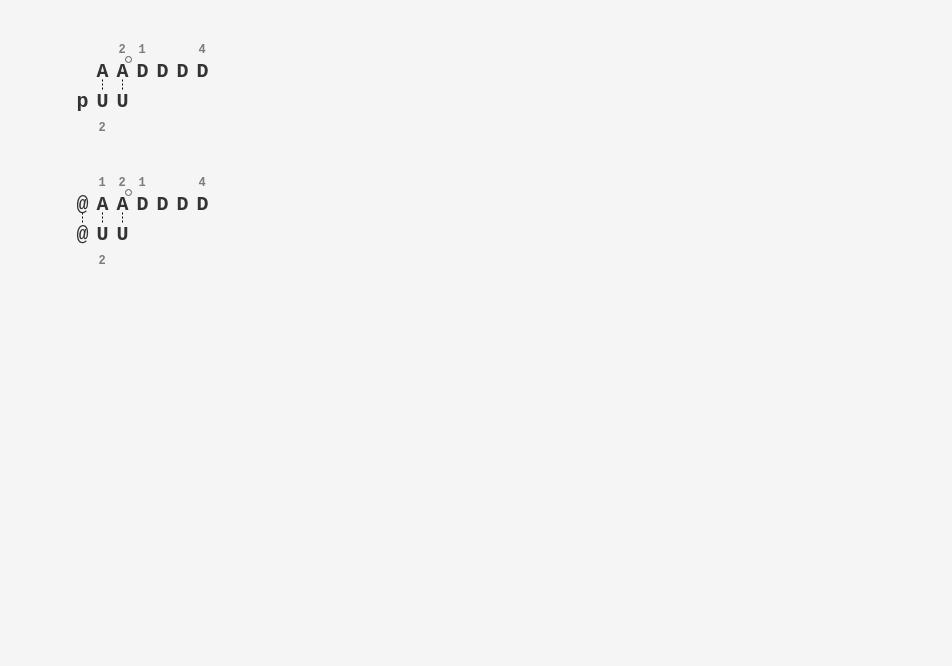 2 1 4
A A D D D D
p U U
2
1 2 1 4
@ A A D D D D
@ U U
2